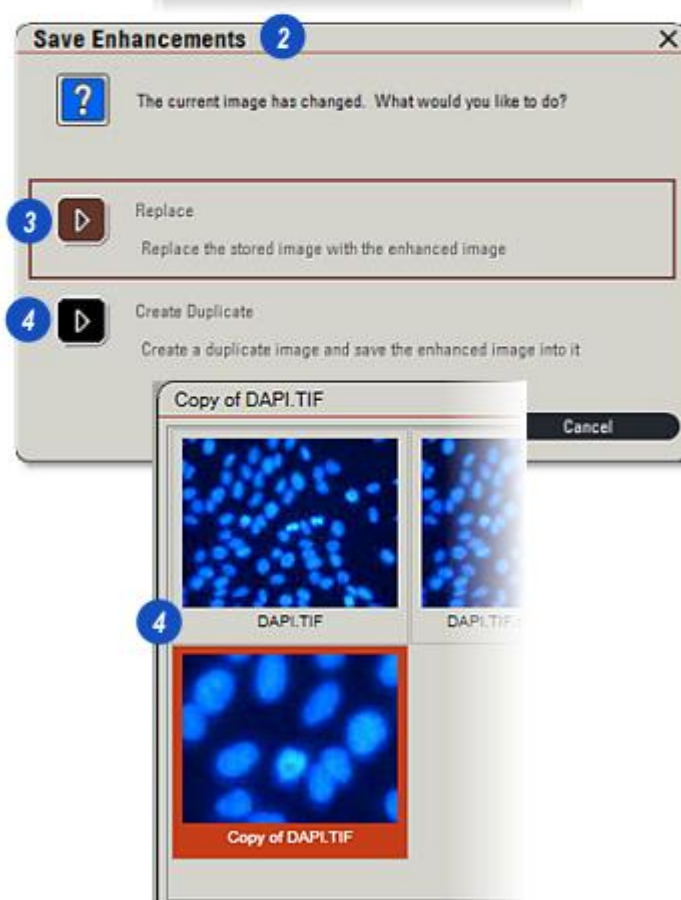 Save Enhancements 2
The current image has changed. What would you like to do?
3 Replace
Replace the stored image with the enhanced image
4 Create Duplicate
Create a duplicate image and save the enhanced image into it
Copy of DAPI.TIF
Cancel
4 DAPI.TIF DAPI.TIF
Copy of DAPI.TIF